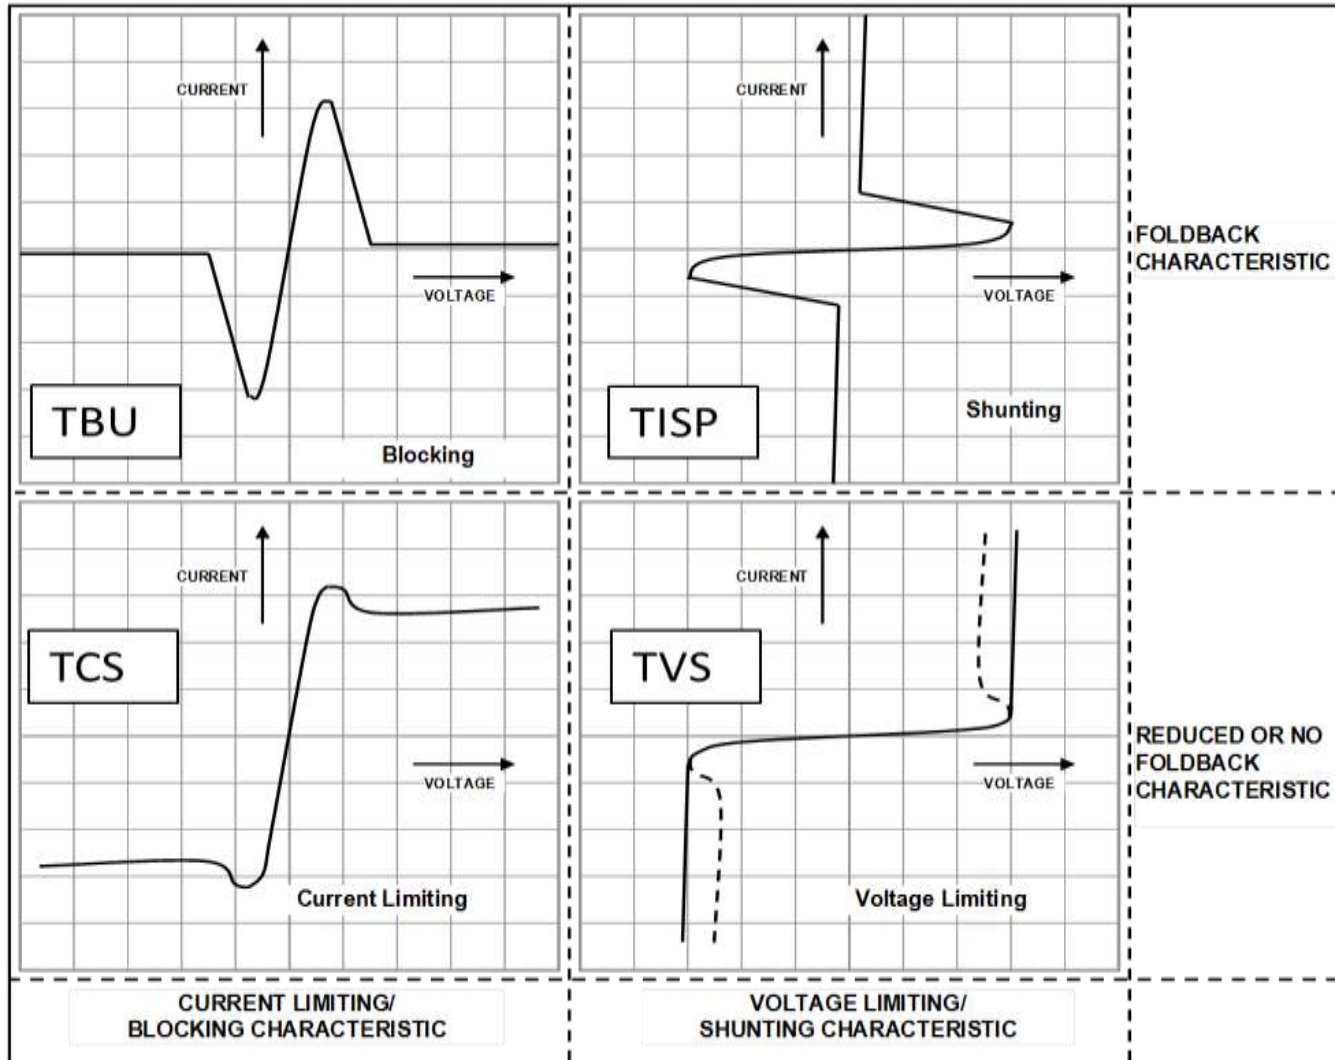 CURRENT
VOLTAGE
TBU
Blocking
CURRENT
VOLTAGE
TISP
Shunting
FOLDBACK
CHARACTERISTIC
CURRENT
TCS
VOLTAGE
Current Limiting
CURRENT
TVS
VOLTAGE
Voltage Limiting
REDUCED OR NO
FOLDBACK
CHARACTERISTIC
CURRENT LIMITING/
BLOCKING CHARACTERISTIC
VOLTAGE LIMITING/
SHUNTING CHARACTERISTIC